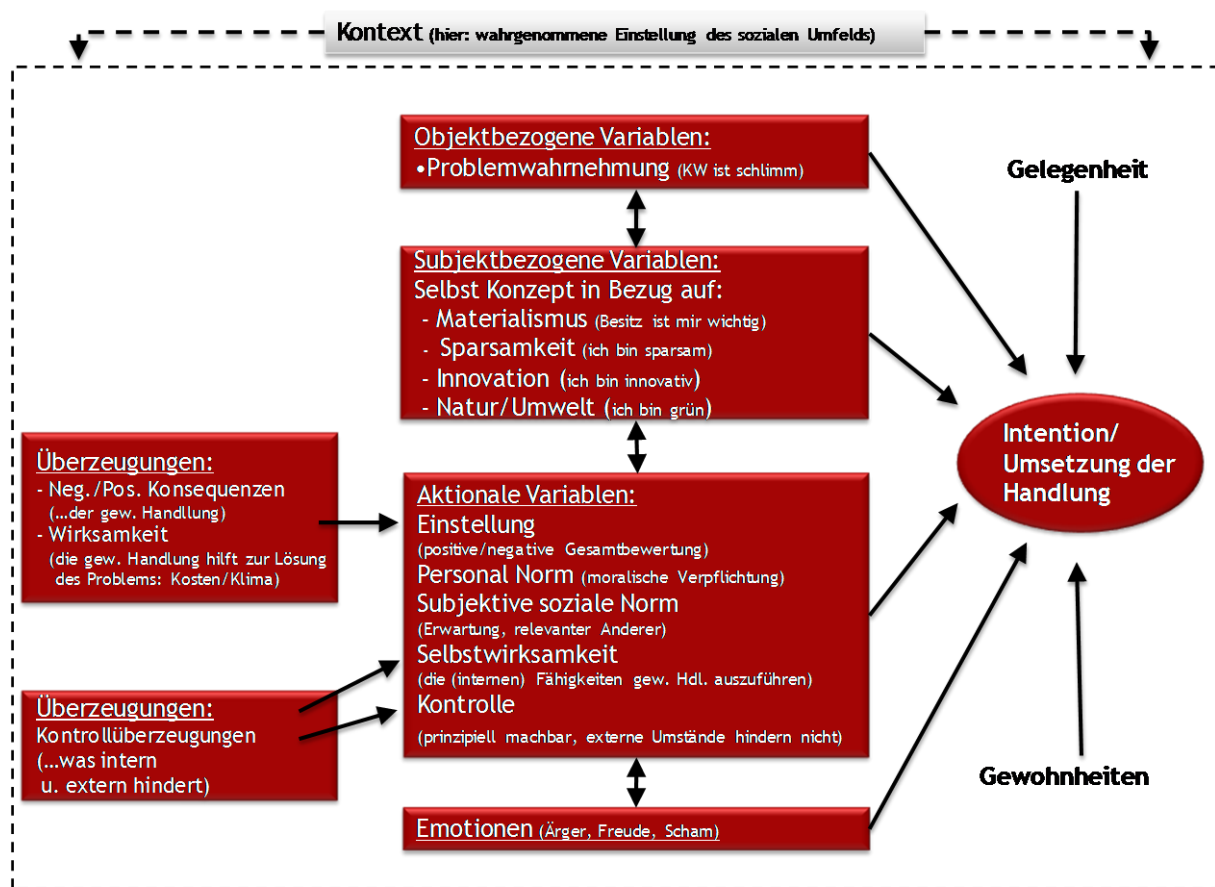 Kontext (hier: wahrgenommene Einstellung des sozialen Umfelds)
Objektbezogene Variablen:
•Problemwahrnehmung (KW ist schlimm)
Gelegenheit
Subjektbezogene Variablen:
Selbst Konzept in Bezug auf:
- Materialismus (Besitz ist mir wichtig)
- Sparsamkeit (ich bin sparsam)
- Innovation (ich bin innovativ)
- Natur/Umwelt (ich bin grün)
Intention/
Umsetzung der
Handlung
Überzeugungen:
- Neg./Pos. Konsequenzen
(…der gew. Handllung)
- Wirksamkeit
(die gew. Handlung hilft zur Lösung
des Problems: Kosten/Klima)
Aktionale Variablen:
Einstellung
(positive/negative Gesamtbewertung)
Personal Norm (moralische Verpflichtung)
Subjektive soziale Norm
(Erwartung, relevanter Anderer)
Selbstwirksamkeit
(die (internen) Fähigkeiten gew. Hdl. auszuführen)
Kontrolle
(prinzipiell machbar, externe Umstände hindern nicht)
Überzeugungen:
Kontrollüberzeugungen
(…was intern
u. extern hindert)
Gewohnheiten
Emotionen (Ärger, Freude, Scham)